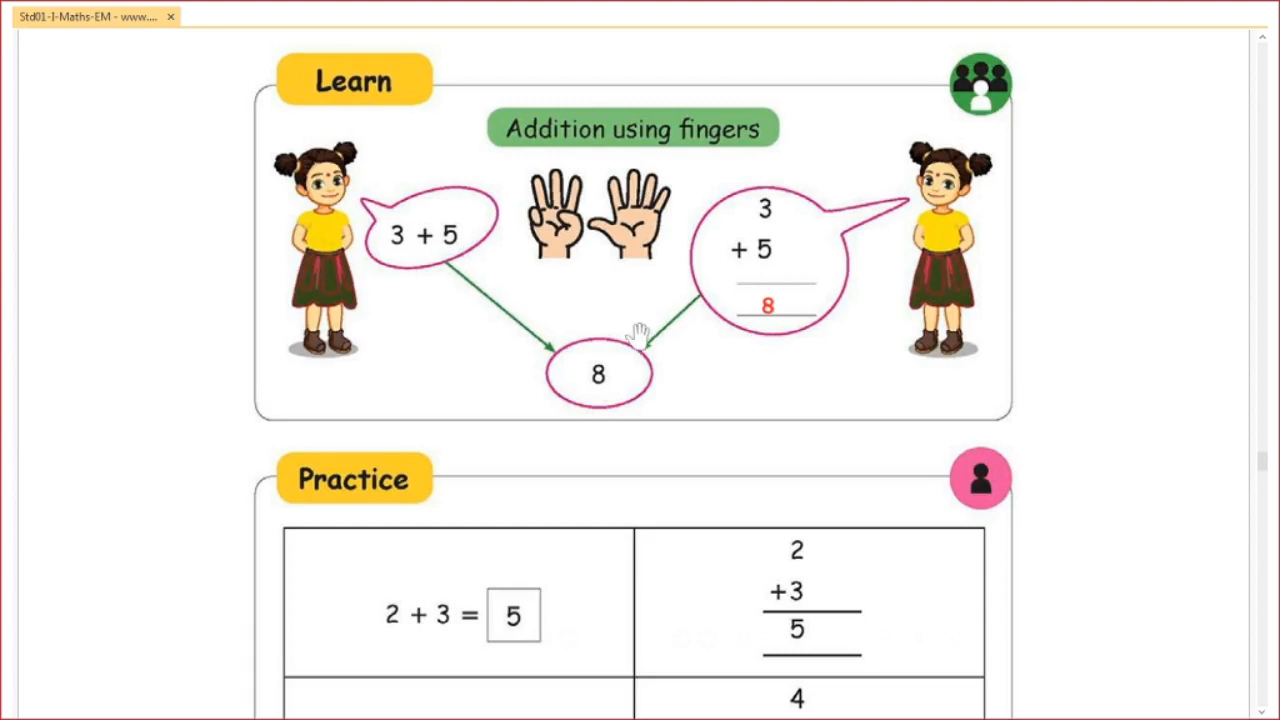 Std01-I-Maths-EM - www....
Learn
Addition using fingers
3 + 5
3
+ 5
8
8
Practice
2 + 3 = 5
2
+3
5
4